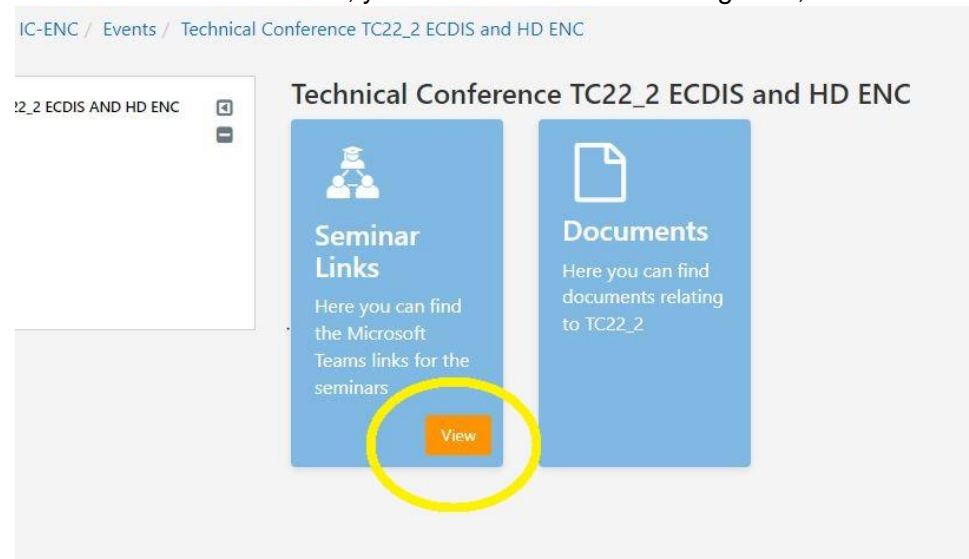 IC-ENC / Events / Technical Conference TC22_2 ECDIS and HD ENC
22_2 ECDIS AND HD ENC
Technical Conference TC22_2 ECDIS and HD ENC
Seminar
Links
Here you can find
the Microsoft
Teams links for the
seminars
View
Documents
Here you can find
documents relating
to TC22_2